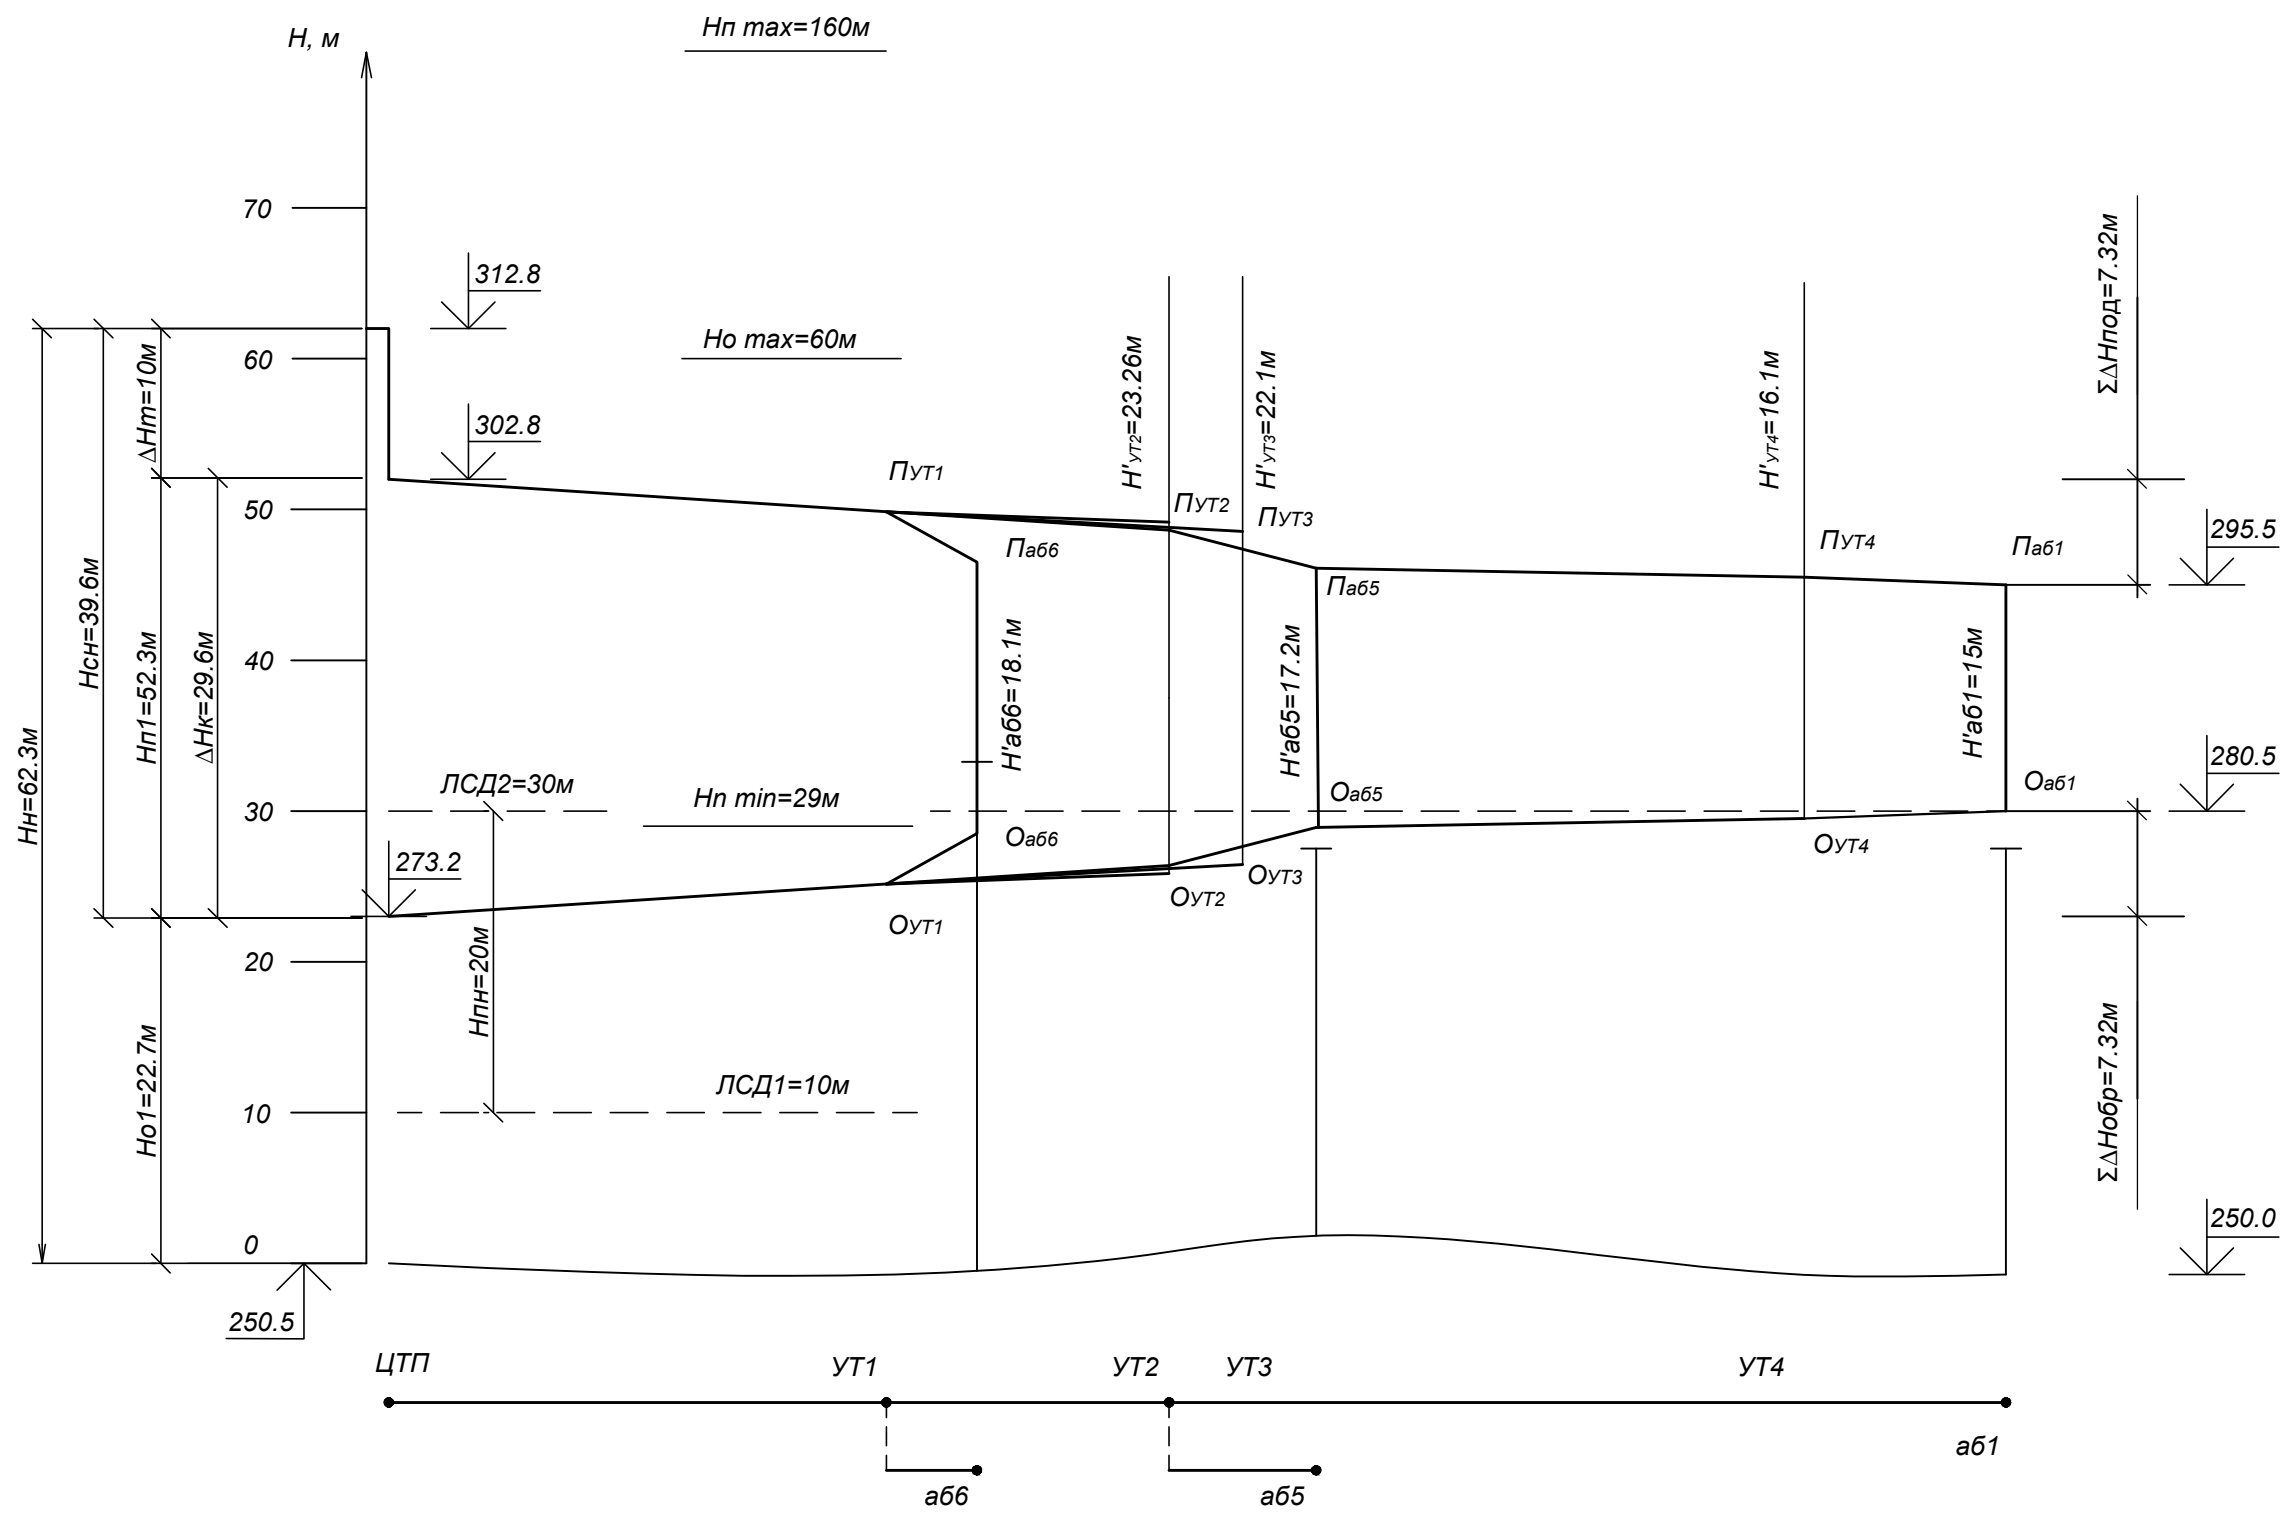 Нп max=160м
Н, м
70
312.8
60
Но max=60м
302.8
50
40
30
20
10
0
250.5
Нн=62.3м
Нсн=39.6м
∆Нт=10м
Нп1=52.3м
Но1=22.7м
∆Нк=29.6м
273.2
ЛСД2=30м
Нпн=20м
Нп min=29м
ЛСД1=10м
ПУТ1
Паб6
Н'аб6=18.1м
Оаб6
ОУТ1
Н'УТ2=23.26м
ПУТ2
ОУТ2
Н'УТ3=22.1м
ПУТ3
ОУТ3
Паб5
Н'аб5=17.2м
Оаб5
Н'УТ4=16.1м
ПУТ4
ОУТ4
Паб1
Н'аб1=15м
Оаб1
Σ∆Нпод=7.32м
295.5
280.5
Σ∆Нобр=7.32м
250.0
ЦТП
УТ1
УТ2
УТ3
УТ4
аб1
аб6
аб5